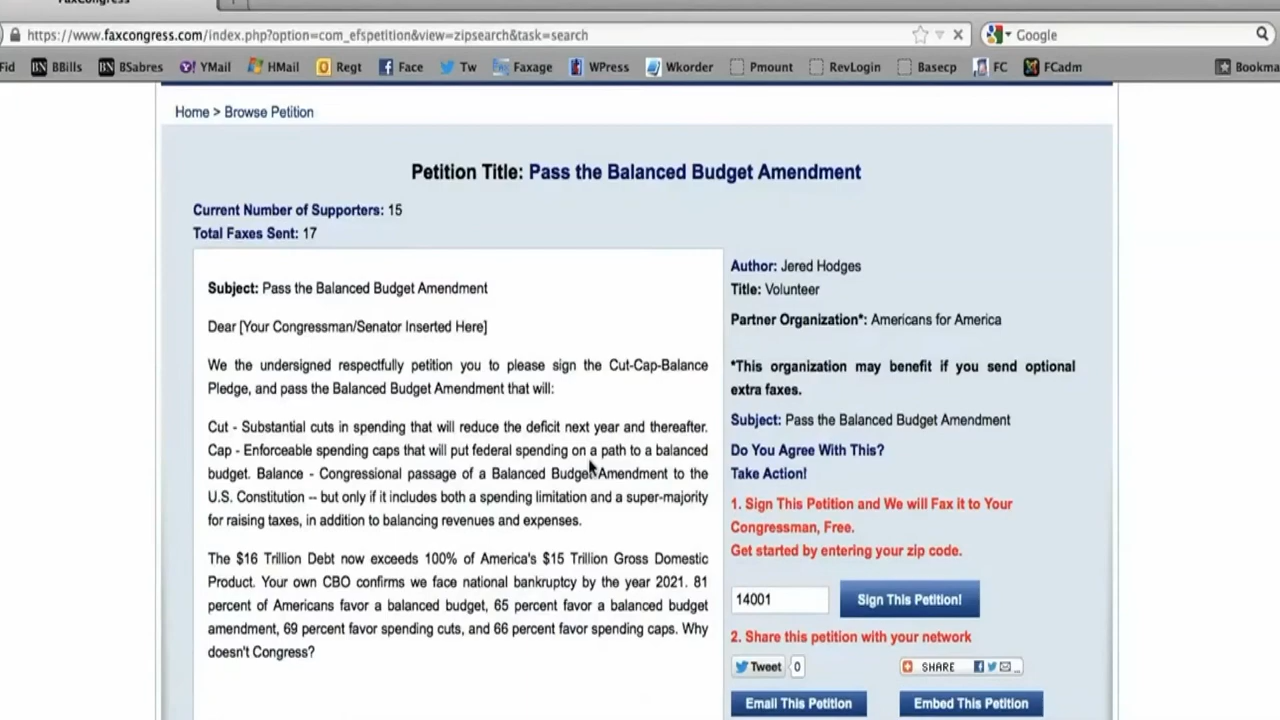 FaxCongress
https://www.faxcongress.com/index.php?option=com_efspetition&view=zipsearch&task=search
Google
Fid BBills BSabres YMail HMail Regt Face Tw Faxage WPress Wkorder Pmount RevLogin Basecp FC FCadm Bookma
Home > Browse Petition
Petition Title: Pass the Balanced Budget Amendment
Current Number of Supporters: 15
Total Faxes Sent: 17
Subject: Pass the Balanced Budget Amendment
Dear [Your Congressman/Senator Inserted Here]
We the undersigned respectfully petition you to please sign the Cut-Cap-Balance
Pledge, and pass the Balanced Budget Amendment that will:
Cut - Substantial cuts in spending that will reduce the deficit next year and thereafter.
Cap - Enforceable spending caps that will put federal spending on a path to a balanced
budget. Balance - Congressional passage of a Balanced Budget Amendment to the
U.S. Constitution -- but only if it includes both a spending limitation and a super-majority
for raising taxes, in addition to balancing revenues and expenses.
The $16 Trillion Debt now exceeds 100% of America's $15 Trillion Gross Domestic
Product. Your own CBO confirms we face national bankruptcy by the year 2021. 81
percent of Americans favor a balanced budget, 65 percent favor a balanced budget
amendment, 69 percent favor spending cuts, and 66 percent favor spending caps. Why
doesn't Congress?
Author: Jered Hodges
Title: Volunteer
Partner Organization*: Americans for America
*This organization may benefit if you send optional
extra faxes.
Subject: Pass the Balanced Budget Amendment
Do You Agree With This?
Take Action!
1. Sign This Petition and We will Fax it to Your
Congressman, Free.
Get started by entering your zip code.
14001 Sign This Petition!
2. Share this petition with your network
Tweet 0 SHARE
Email This Petition Embed This Petition